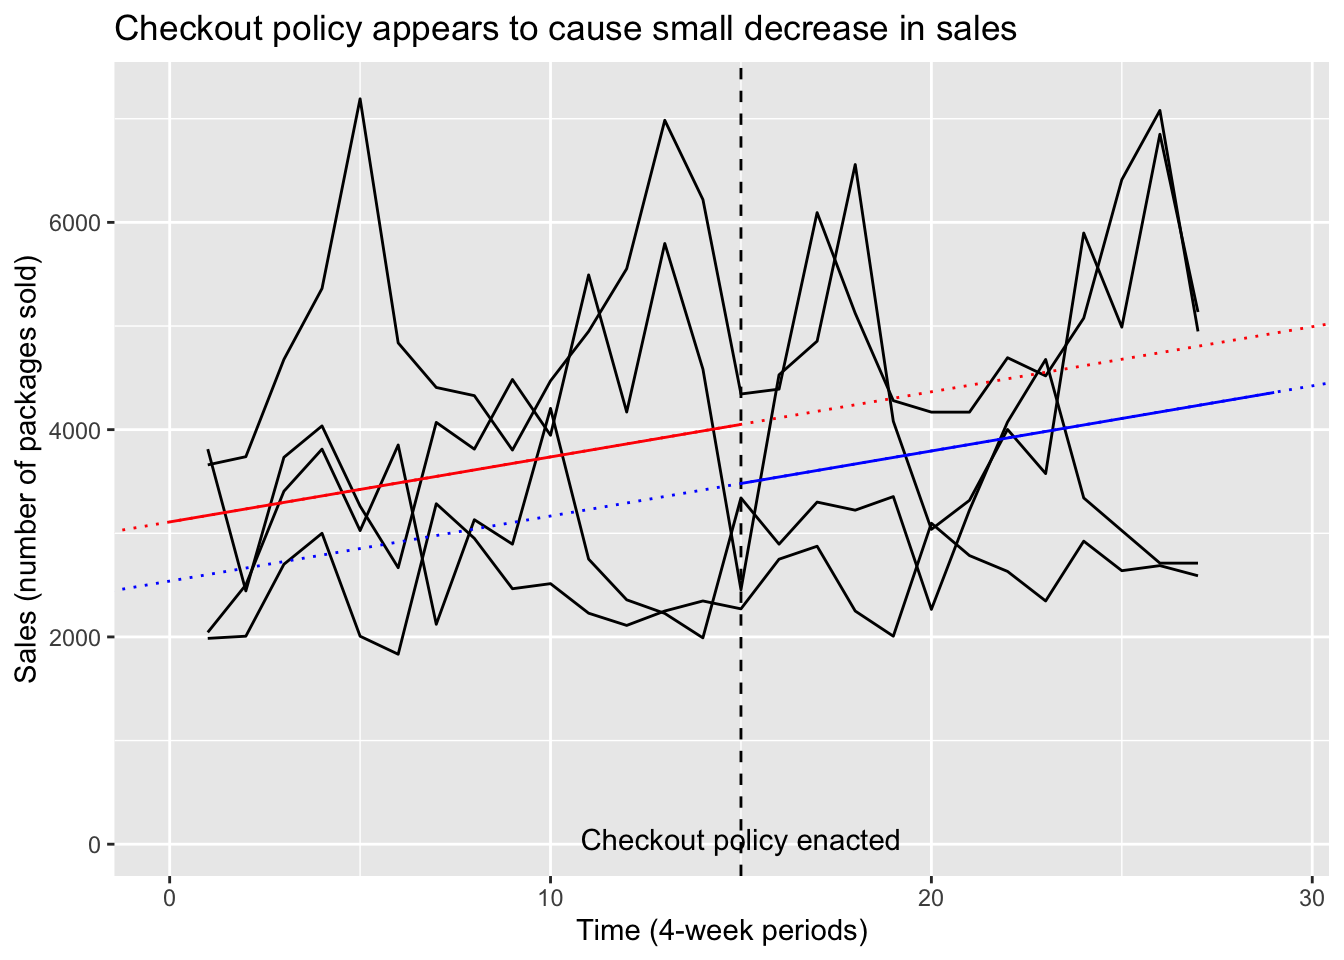 Checkout policy appears to cause small decrease in sales
Sales (number of packages sold)
6000
4000
2000
0
Checkout policy enacted
0
10
20
30
Time (4-week periods)